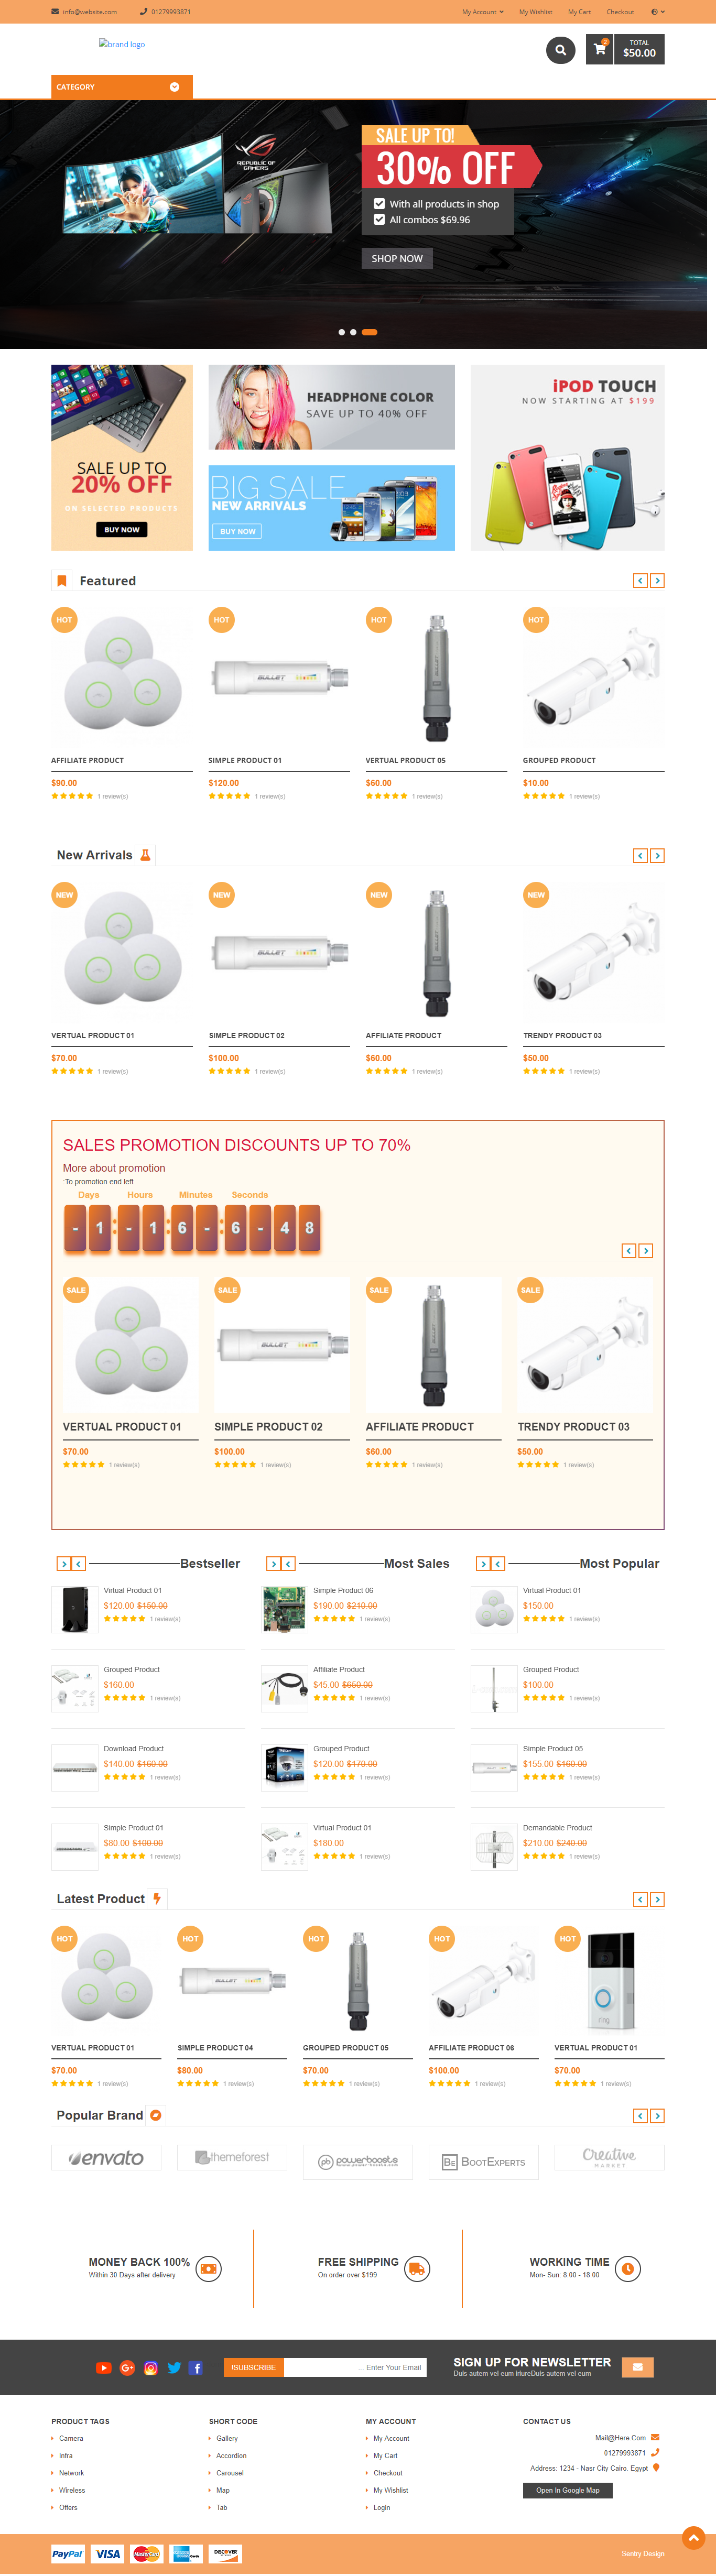 info@website.com 01279993871 My Account My Wishlist My Cart Checkout
brand logo
2
TOTAL
$50.00
CATEGORY
REPUBLIC OF
GAMERS
SALE UP TO!
30% OFF
With all products in shop
All combos $69.96
SHOP NOW
SALE UP TO
20% OFF
ON SELECTED PRODUCTS
BUY NOW
HEADPHONE COLOR
SAVE UP TO 40% OFF
BIG SALE
NEW ARRIVALS
BUY NOW
iPOD TOUCH
NOW STARTING AT $199
Featured
HOT HOT HOT HOT
BULLET
AFFILIATE PRODUCT SIMPLE PRODUCT 01 VERTUAL PRODUCT 05 GROUPED PRODUCT
$90.00 $120.00 $60.00 $10.00
1 review(s) 1 review(s) 1 review(s) 1 review(s)
New Arrivals
NEW NEW NEW NEW
BULLET
VERTUAL PRODUCT 01 SIMPLE PRODUCT 02 AFFILIATE PRODUCT TRENDY PRODUCT 03
$70.00 $100.00 $60.00 $50.00
1 review(s) 1 review(s) 1 review(s) 1 review(s)
SALES PROMOTION DISCOUNTS UP TO 70%
More about promotion
:To promotion end left
Days Hours Minutes Seconds
- 1 : - 1 : 6 - : 6 - 4 8
SALE SALE SALE SALE
BULLET
VERTUAL PRODUCT 01 SIMPLE PRODUCT 02 AFFILIATE PRODUCT TRENDY PRODUCT 03
$70.00 $100.00 $60.00 $50.00
1 review(s) 1 review(s) 1 review(s) 1 review(s)
Bestseller Most Sales Most Popular
Virtual Product 01 Simple Product 06 Virtual Product 01
$120.00 $150.00 $190.00 $210.00 $150.00
1 review(s) 1 review(s) 1 review(s)
Grouped Product Affiliate Product Grouped Product
$160.00 $45.00 $650.00 $100.00
1 review(s) 1 review(s) 1 review(s)
Download Product Grouped Product Simple Product 05
$140.00 $160.00 $120.00 $170.00 $155.00 $160.00
1 review(s) 1 review(s) 1 review(s)
Simple Product 01 Virtual Product 01 Demandable Product
$80.00 $100.00 $180.00 $210.00 $240.00
1 review(s) 1 review(s) 1 review(s)
Latest Product
HOT HOT HOT HOT HOT
BULLET
ring
VERTUAL PRODUCT 01 SIMPLE PRODUCT 04 GROUPED PRODUCT 05 AFFILIATE PRODUCT 06 VERTUAL PRODUCT 01
$70.00 $80.00 $70.00 $100.00 $70.00
1 review(s) 1 review(s) 1 review(s) 1 review(s) 1 review(s)
Popular Brand
envato themeforest pb powerboosts BE BOOTEXPERTS Creative
MARKET
MONEY BACK 100% FREE SHIPPING WORKING TIME
Within 30 Days after delivery On order over $199 Mon- Sun: 8.00 - 18.00
!SUBSCRIBE ... Enter Your Email
SIGN UP FOR NEWSLETTER
Duis autem vel eum iriureDuis autem vel eum
PRODUCT TAGS SHORT CODE MY ACCOUNT CONTACT US
Camera Gallery My Account Mail@Here.Com
Infra Accordion My Cart 01279993871
Network Carousel Checkout Address: 1234 - Nasr City Cairo. Egypt
Wireless Map My Wishlist Open In Google Map
Offers Tab Login
PayPal VISA MasterCard AMERICAN EXPRESS DISCOVER
Sentry Design